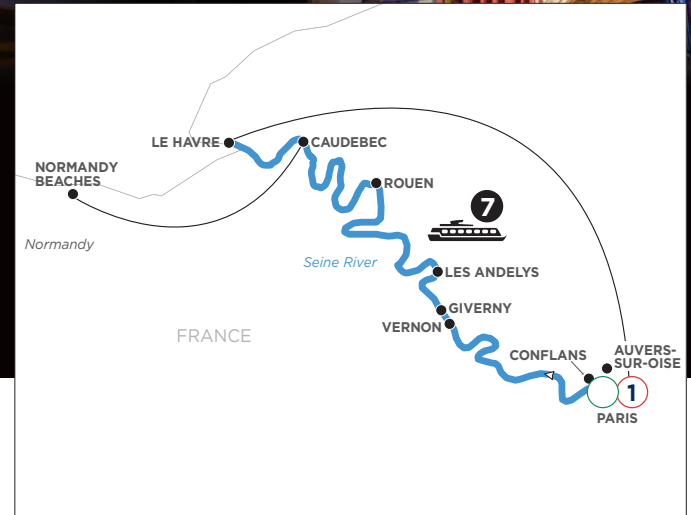 LE HAVRE
CAUDEBEC
NORMANDY
BEACHES
ROUEN
7
Normandy
Seine River
LES ANDELYS
GIVERNY
VERNON
FRANCE
CONFLANS
AUVERS-
SUR-OISE
1
PARIS